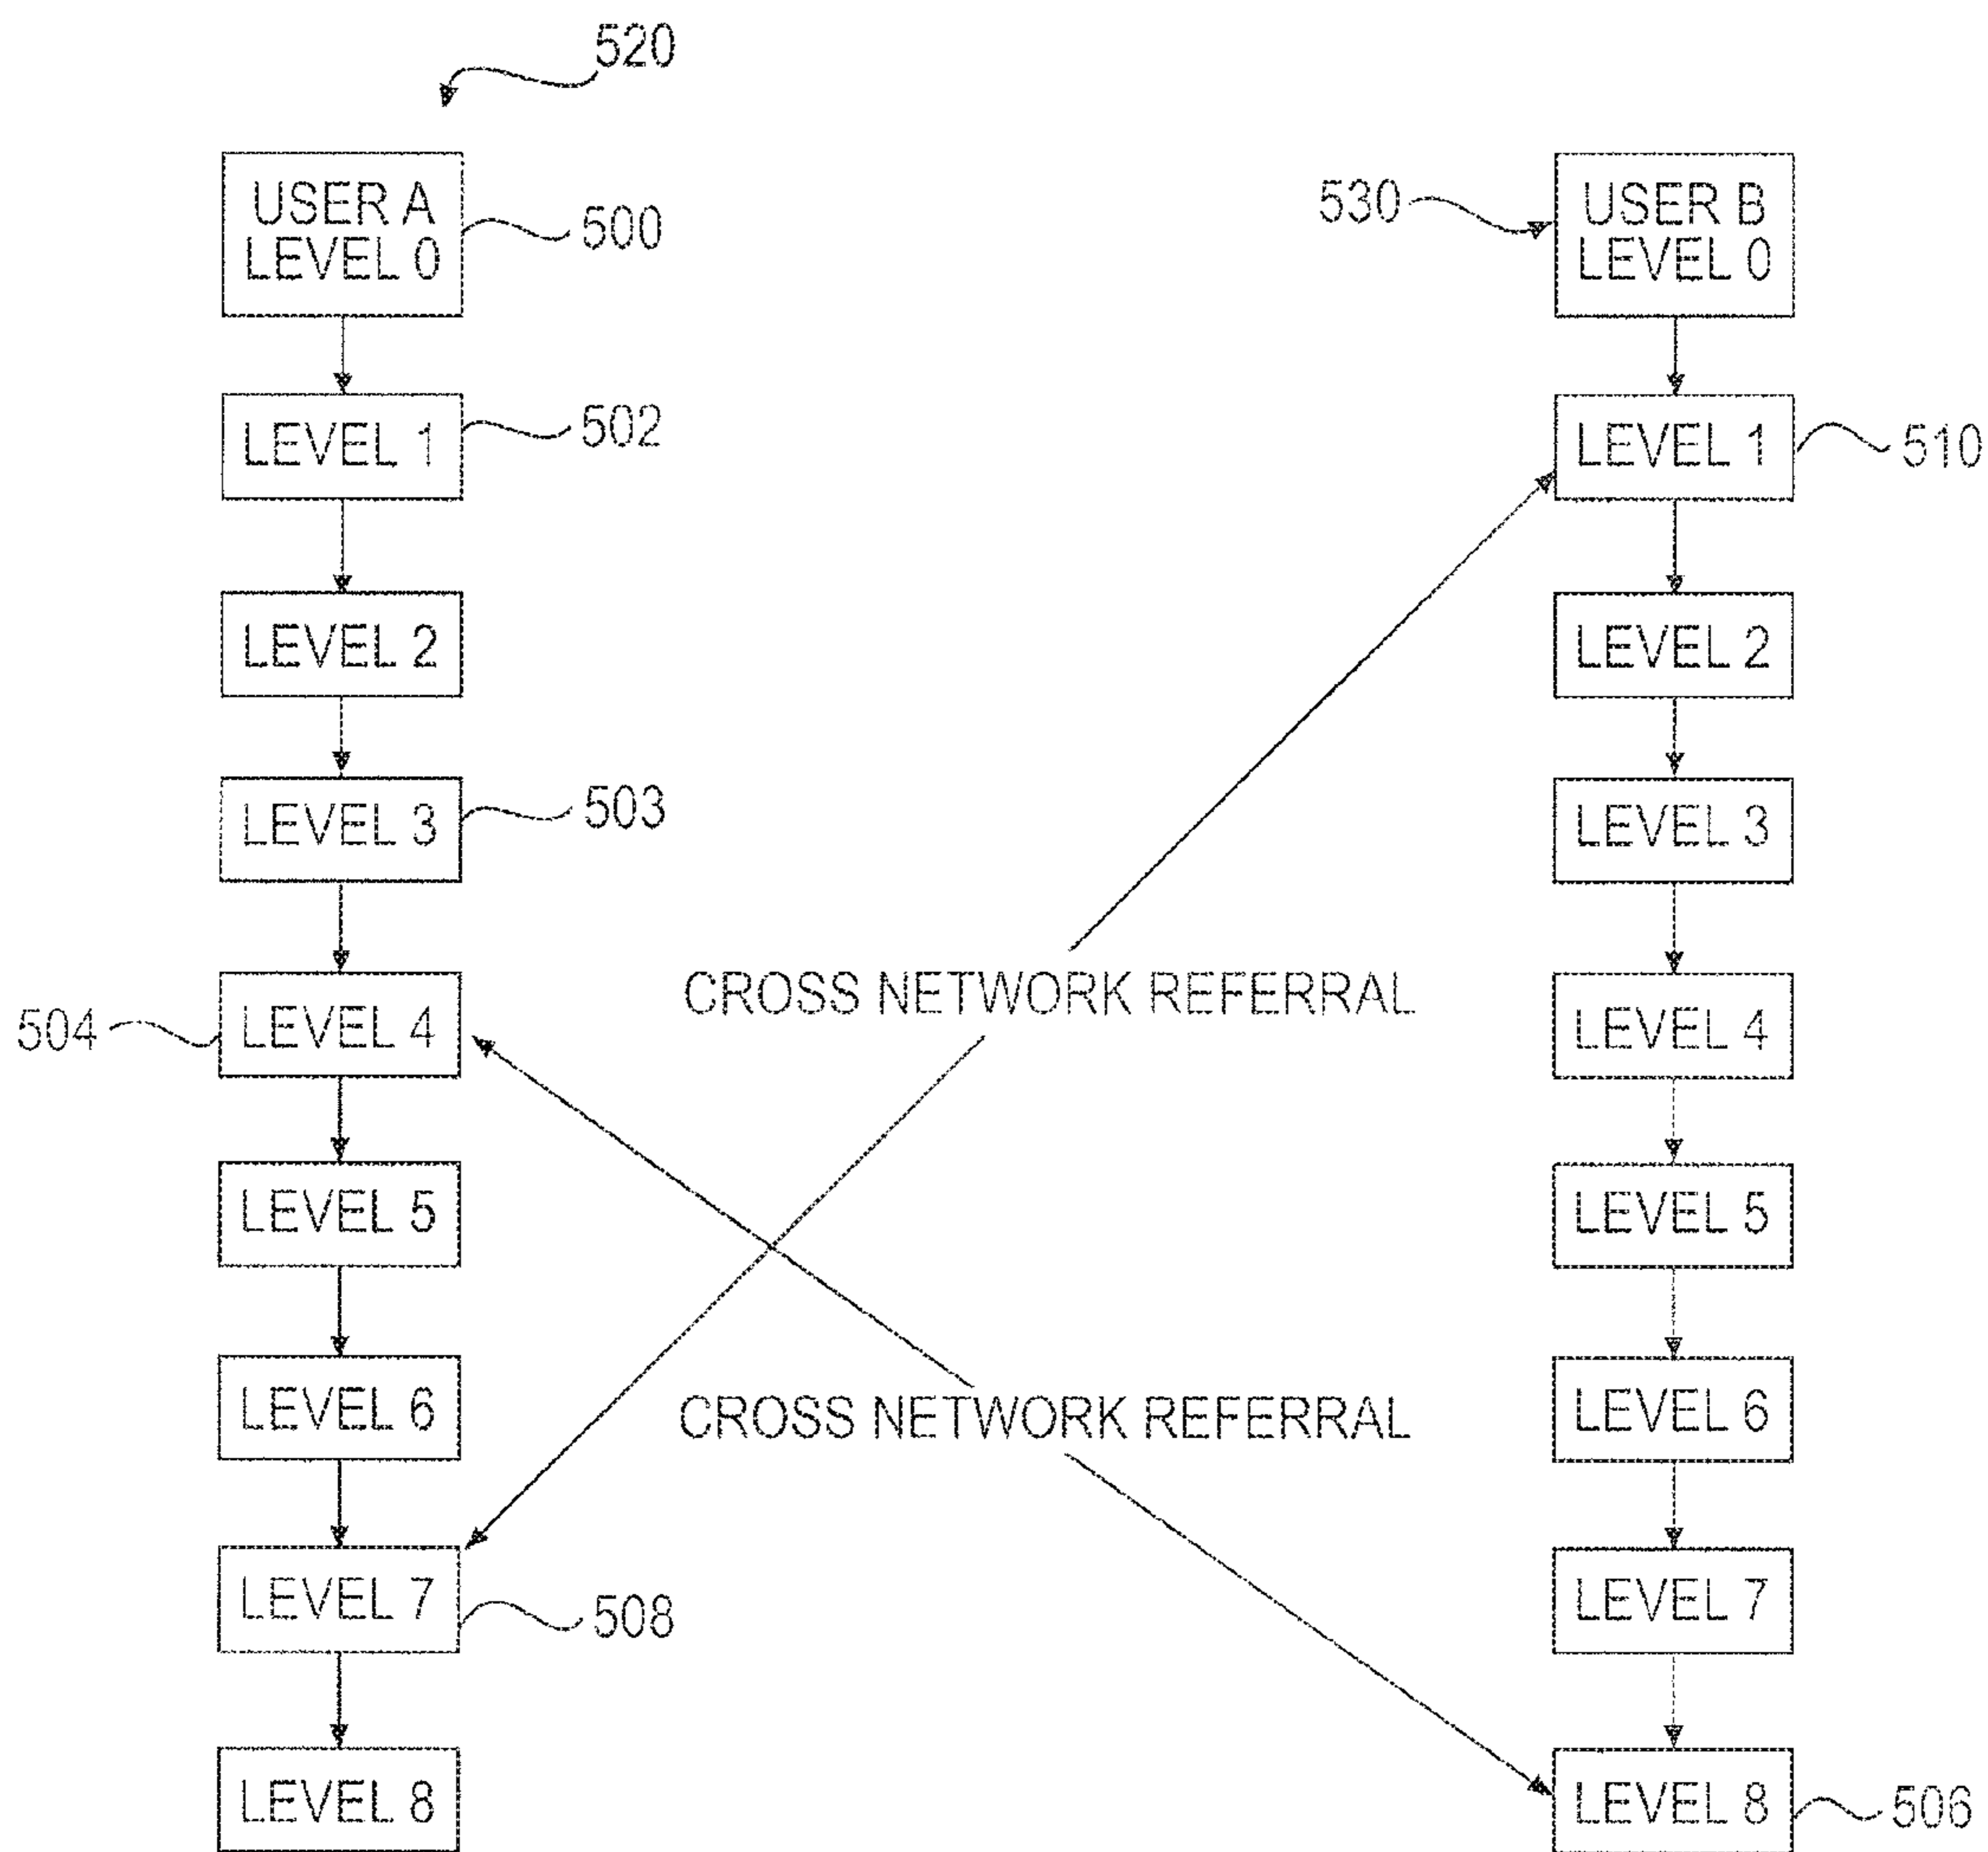 520
USER A
LEVEL 0
500
530
USER B
LEVEL 0
LEVEL 1
502
LEVEL 1
510
LEVEL 2
LEVEL 2
LEVEL 3
503
LEVEL 3
504
LEVEL 4
CROSS NETWORK REFERRAL
LEVEL 4
LEVEL 5
LEVEL 5
LEVEL 6
CROSS NETWORK REFERRAL
LEVEL 6
LEVEL 7
508
LEVEL 7
LEVEL 8
LEVEL 8
506